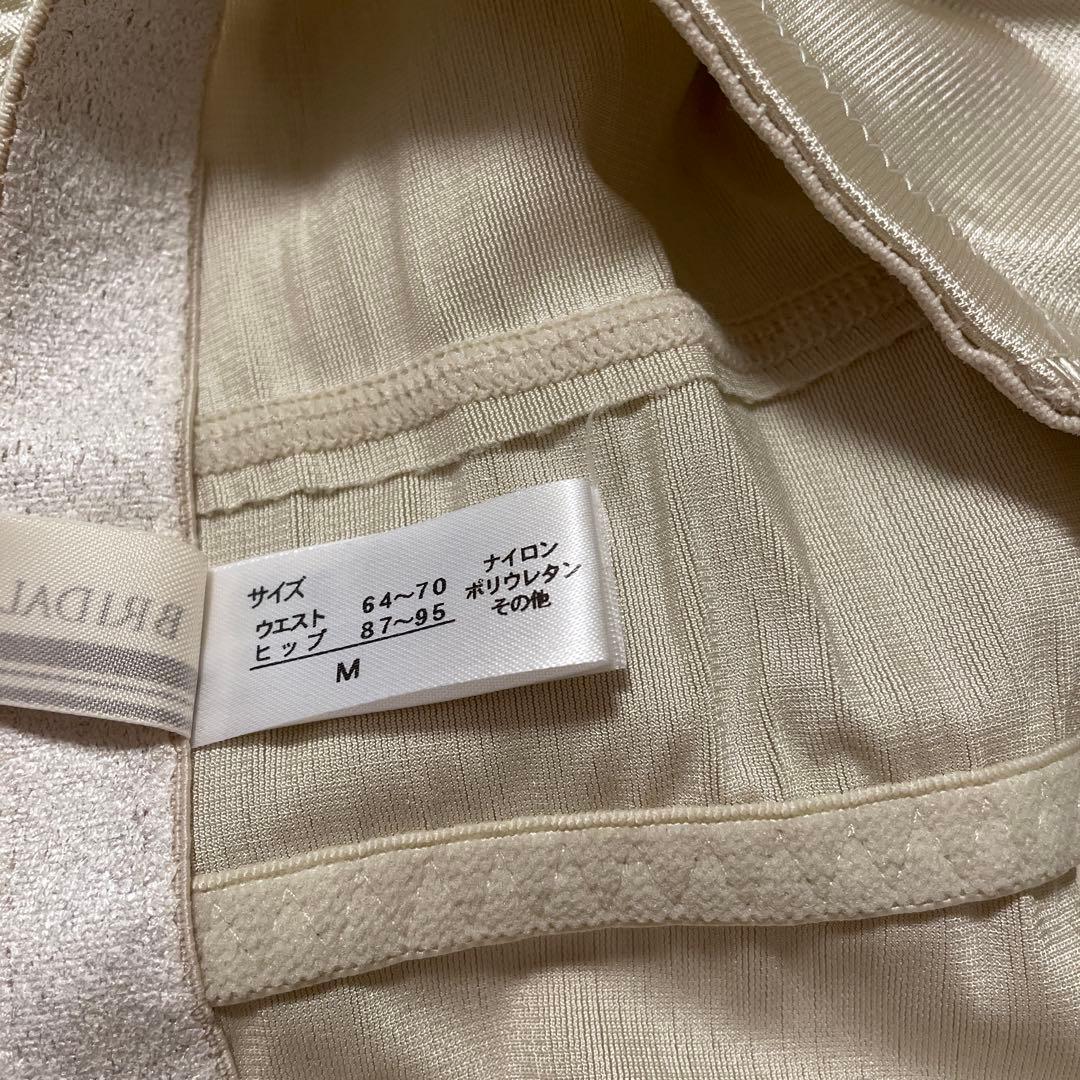 BRIDAL
サイズ
ウエスト 64〜70
ヒップ 87〜95
M
ナイロン
ポリウレタン
その他